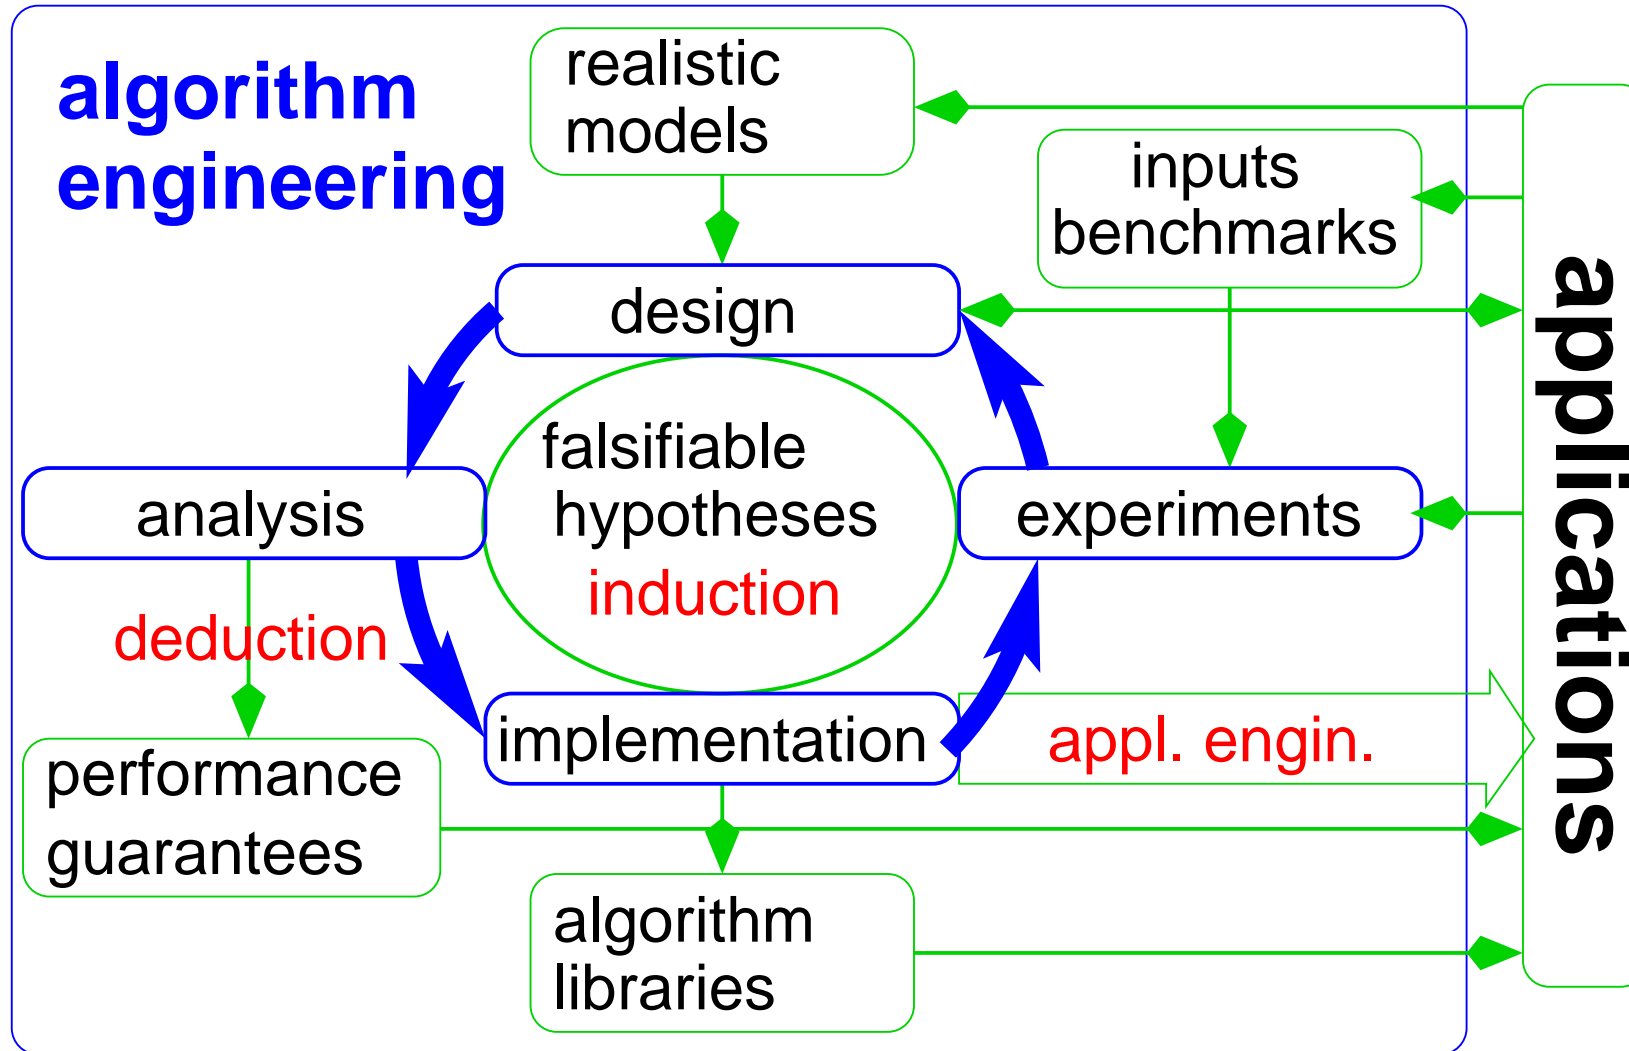 algorithm
engineering
realistic
models
inputs
benchmarks
design
falsifiable
hypotheses
induction
analysis
experiments
deduction
implementation
appl. engin.
performance
guarantees
algorithm
libraries
applications